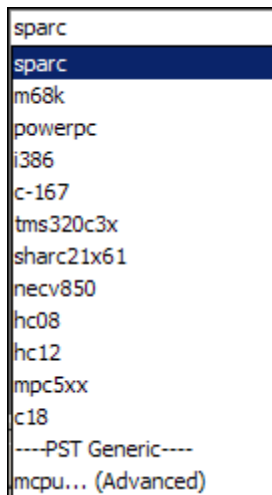 sparc
sparc
m68k
powerpc
i386
c-167
tms320c3x
sharc21x61
necv850
hc08
hc12
mpc5xx
c18
----PST Generic----
mcpu... (Advanced)